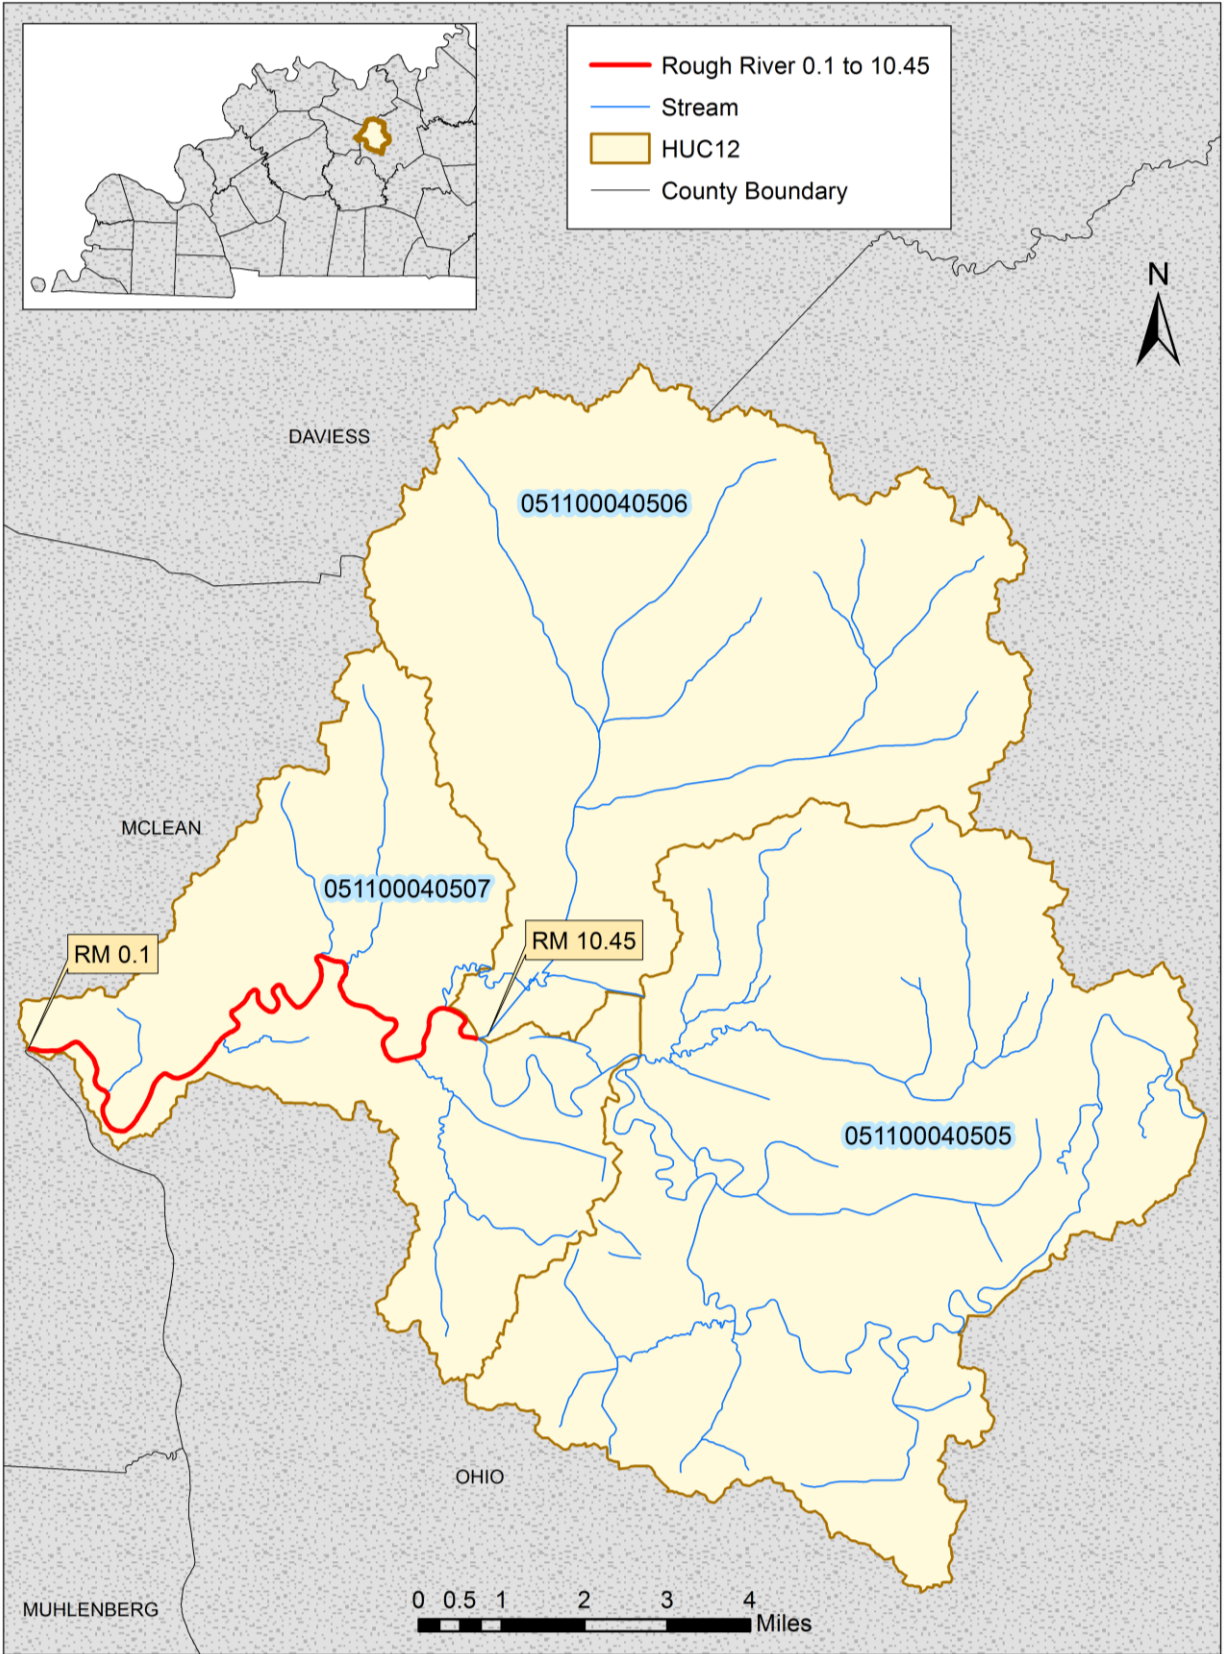 Rough River 0.1 to 10.45
Stream
HUC12
County Boundary
N
DAVIESS
051100040506
MCLEAN
051100040507
RM 10.45
RM 0.1
051100040505
OHIO
MUHLENBERG
0 0.5 1 2 3 4
Miles